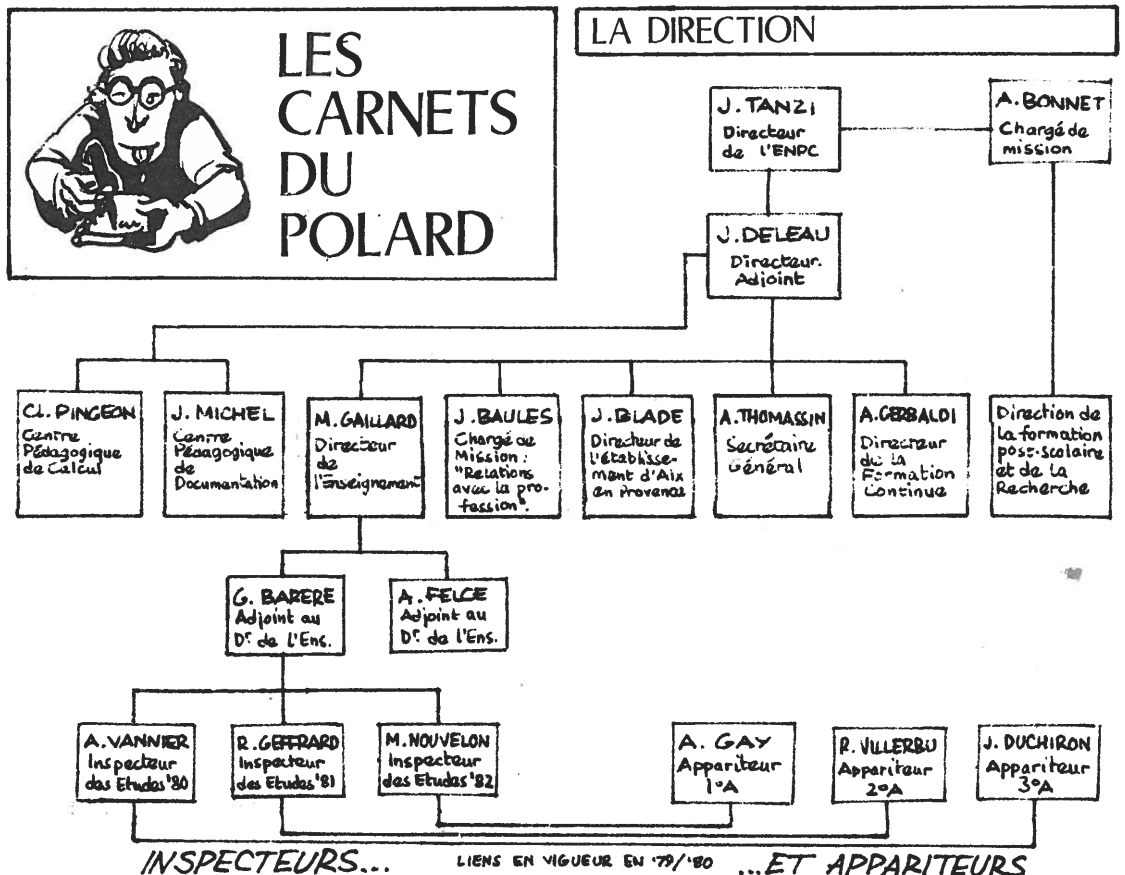 LES
CARNETS
DU
POLARD
LA DIRECTION
J. TANZI
Directeur
de l'ENPC
A. BONNET
Chargé de
mission
J. DELEAU
Directeur.
Adjoint
CL. PINGEON
Centre
Pédagogique
de Calcul
J. MICHEL
Centre
Pédagogique
de
Documentation
M. GAILLARD
Directeur
de
l'Enseignement
J. BAULES
Chargé de
Mission :
"Relations
avec la pro-
fession".
J. BLADE
Directeur de
l'établisse-
ment d'Aix
en Provence
A. THOMASSIN
Secrétaire
Général
A. GERBALDI
Directeur
de la
Formation
Continue
Direction de
la formation
post-scolaire
et de la
Recherche
G. BARERE
Adjoint au
Dr de l'Ens.
A. FELCE
Adjoint au
Dr de l'Ens.
A. VANNIER
Inspecteur
des Etudes '80
R. GEFFRARD
Inspecteur
des Etudes '81
M. NOUVELON
Inspecteur
des Etudes '82
A. GAY
Appariteur
1°A
R. VILLERBU
Appariteur
2°A
J. DUCHIRON
Appariteur
3°A
INSPECTEURS... LIENS EN VIGUEUR EN '79/'80 ...ET APPARITEURS